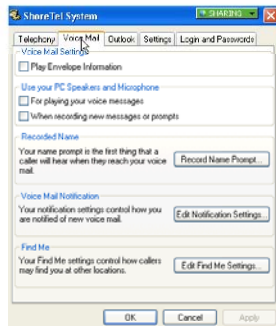 ShoreTel System
SHARING
Telephony Voice Mail Outlook Settings Login and Passwords
Voice Mail Settings
Play Envelope Information
Use your PC Speakers and Microphone
For playing your voice messages
When recording new messages or prompts
Recorded Name
Your name prompt is the first thing that a
caller will hear when they reach your voice
mail.
Record Name Prompt...
Voice Mail Notification
Your notification settings control how you
are notified of new voice mail.
Edit Notification Settings...
Find Me
Your Find Me settings control how callers
may find you at other locations.
Edit Find Me Settings...
OK Cancel Apply